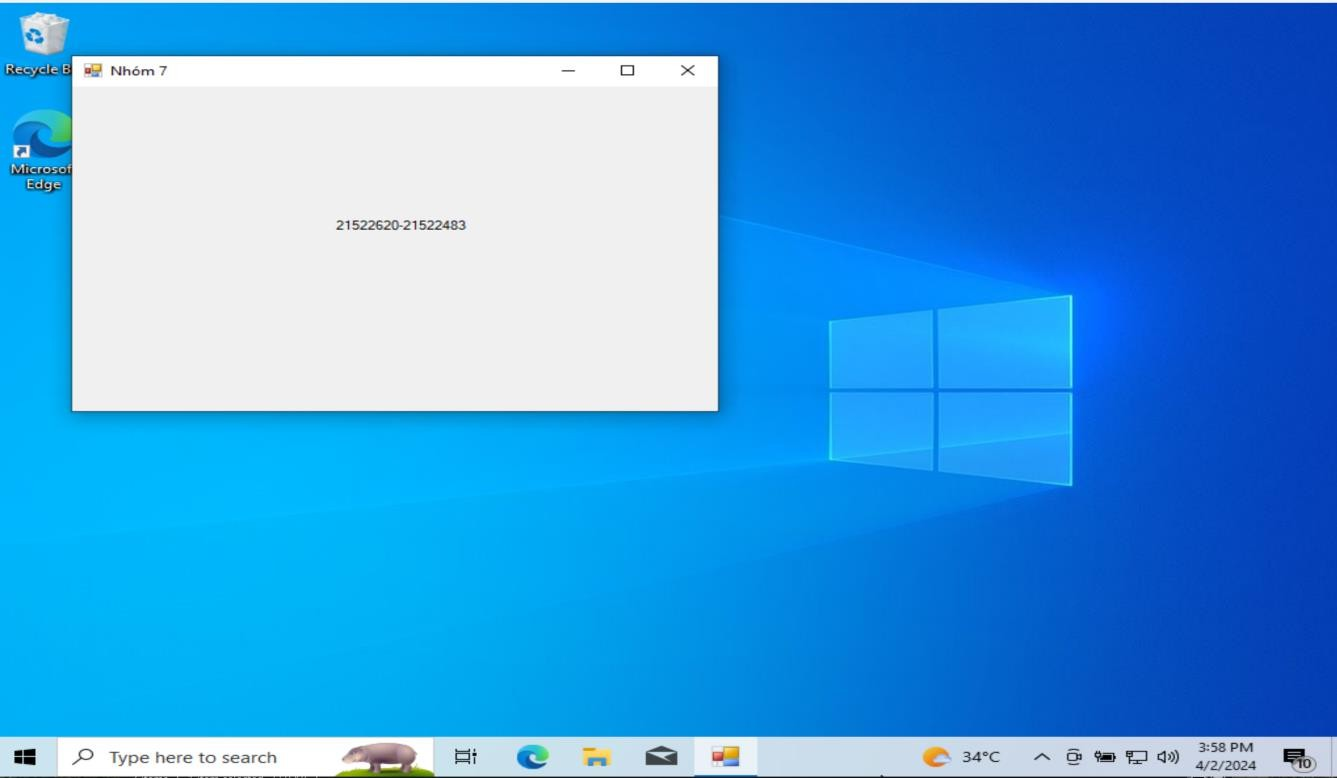 Recycle B
Nhóm 7
Microsof
Edge
21522620-21522483
Type here to search
34°C
3:58 PM
4/2/2024
10